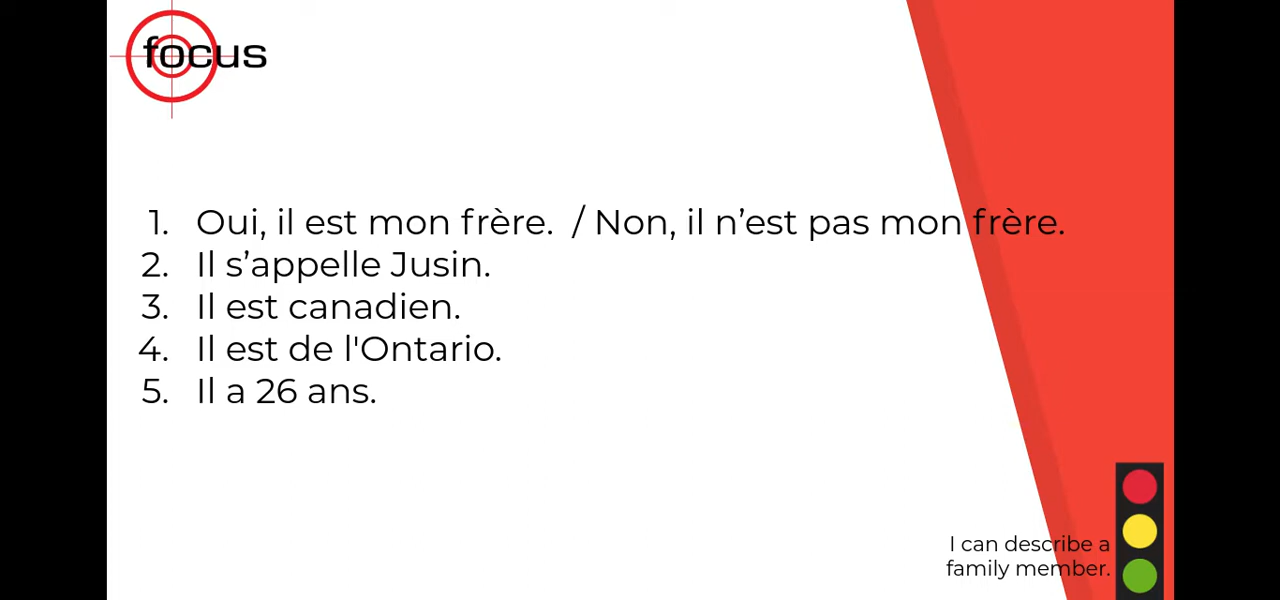 focus
1. Oui, il est mon frère. / Non, il n’est pas mon frère.
2. Il s’appelle Jusin.
3. Il est canadien.
4. Il est de l'Ontario.
5. Il a 26 ans.
I can describe a
family member.